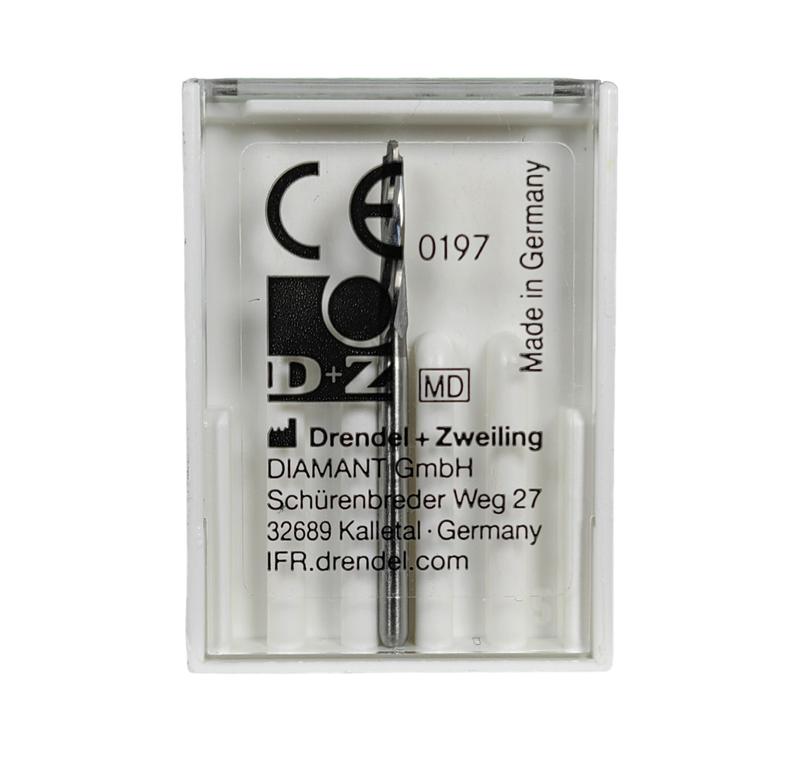 CE 0197
Made in Germany
D+Z
MD
Drendel + Zweiling
DIAMANT GmbH
Schürenbreder Weg 27
32689 Kalletal · Germany
IFR.drendel.com